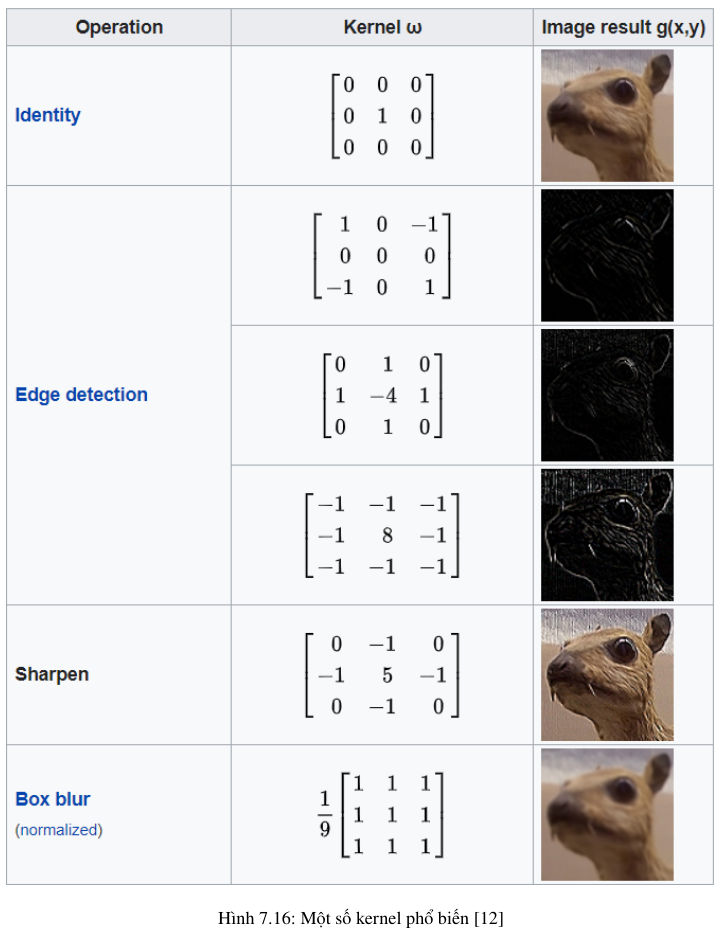 Operation Kernel ω Image result g(x,y)
Identity
0 0 0
0 1 0
0 0 0
Edge detection
1 0 −1
0 0 0
−1 0 1
0 1 0
1 −4 1
0 1 0
−1 −1 −1
−1 8 −1
−1 −1 −1
Sharpen
0 −1 0
−1 5 −1
0 −1 0
Box blur
(normalized)
1/9
1 1 1
1 1 1
1 1 1
Hình 7.16: Một số kernel phổ biến [12]